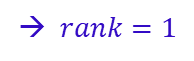 → rank = 1